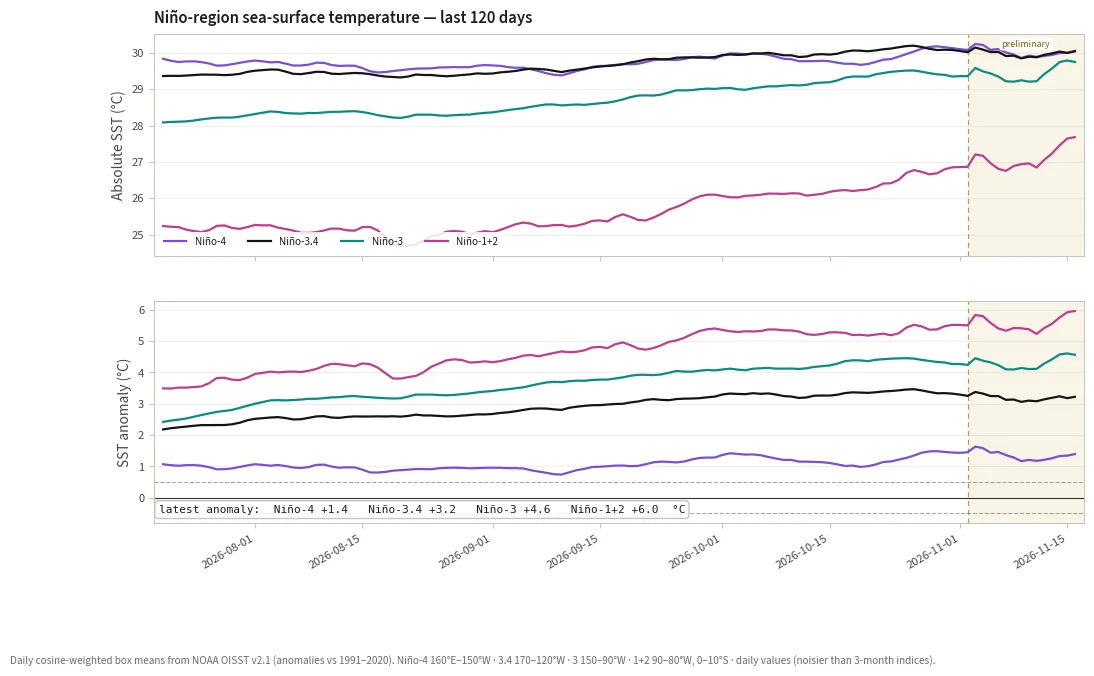 Niño-region sea-surface temperature — last 120 days
preliminary
30
29
28
27
26
25
Absolute SST (°C)
Niño-4 Niño-3.4 Niño-3 Niño-1+2
6
5
4
3
2
1
0
SST anomaly (°C)
latest anomaly: Niño-4 +1.4 Niño-3.4 +3.2 Niño-3 +4.6 Niño-1+2 +6.0 °C
2026-08-01 2026-08-15 2026-09-01 2026-09-15 2026-10-01 2026-10-15 2026-11-01 2026-11-15
Daily cosine-weighted box means from NOAA OISST v2.1 (anomalies vs 1991–2020). Niño-4 160°E–150°W · 3.4 170–120°W · 3 150–90°W · 1+2 90–80°W, 0–10°S · daily values (noisier than 3-month indices).